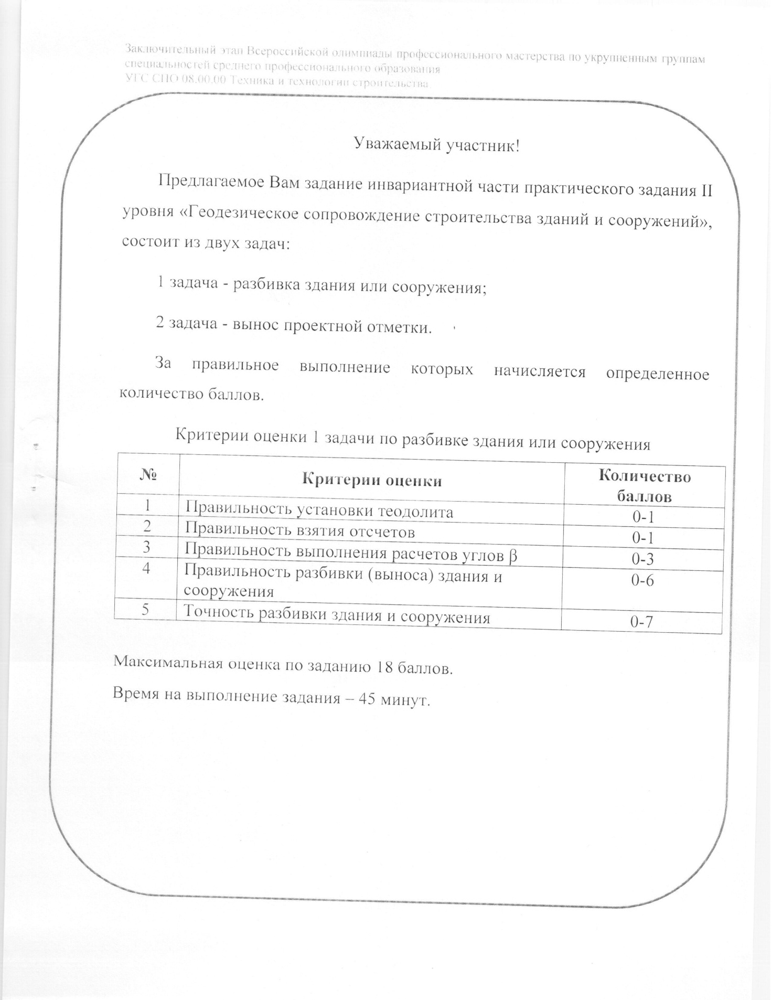 Заключительный этап Всероссийской олимпиады профессионального мастерства по укрупненным группам
специальностей среднего профессионального образования
УГС СПО 08.00.00 Техника и технологии строительства
Уважаемый участник!
Предлагаемое Вам задание инвариантной части практического задания II
уровня «Геодезическое сопровождение строительства зданий и сооружений»,
состоит из двух задач:
1 задача - разбивка здания или сооружения;
2 задача - вынос проектной отметки.
За правильное выполнение которых начисляется определенное
количество баллов.
Критерии оценки 1 задачи по разбивке здания или сооружения
№ Критерии оценки Количество
баллов
1 Правильность установки теодолита 0-1
2 Правильность взятия отсчетов 0-1
3 Правильность выполнения расчетов углов β 0-3
4 Правильность разбивки (выноса) здания и 0-6
сооружения
5 Точность разбивки здания и сооружения 0-7
Максимальная оценка по заданию 18 баллов.
Время на выполнение задания – 45 минут.